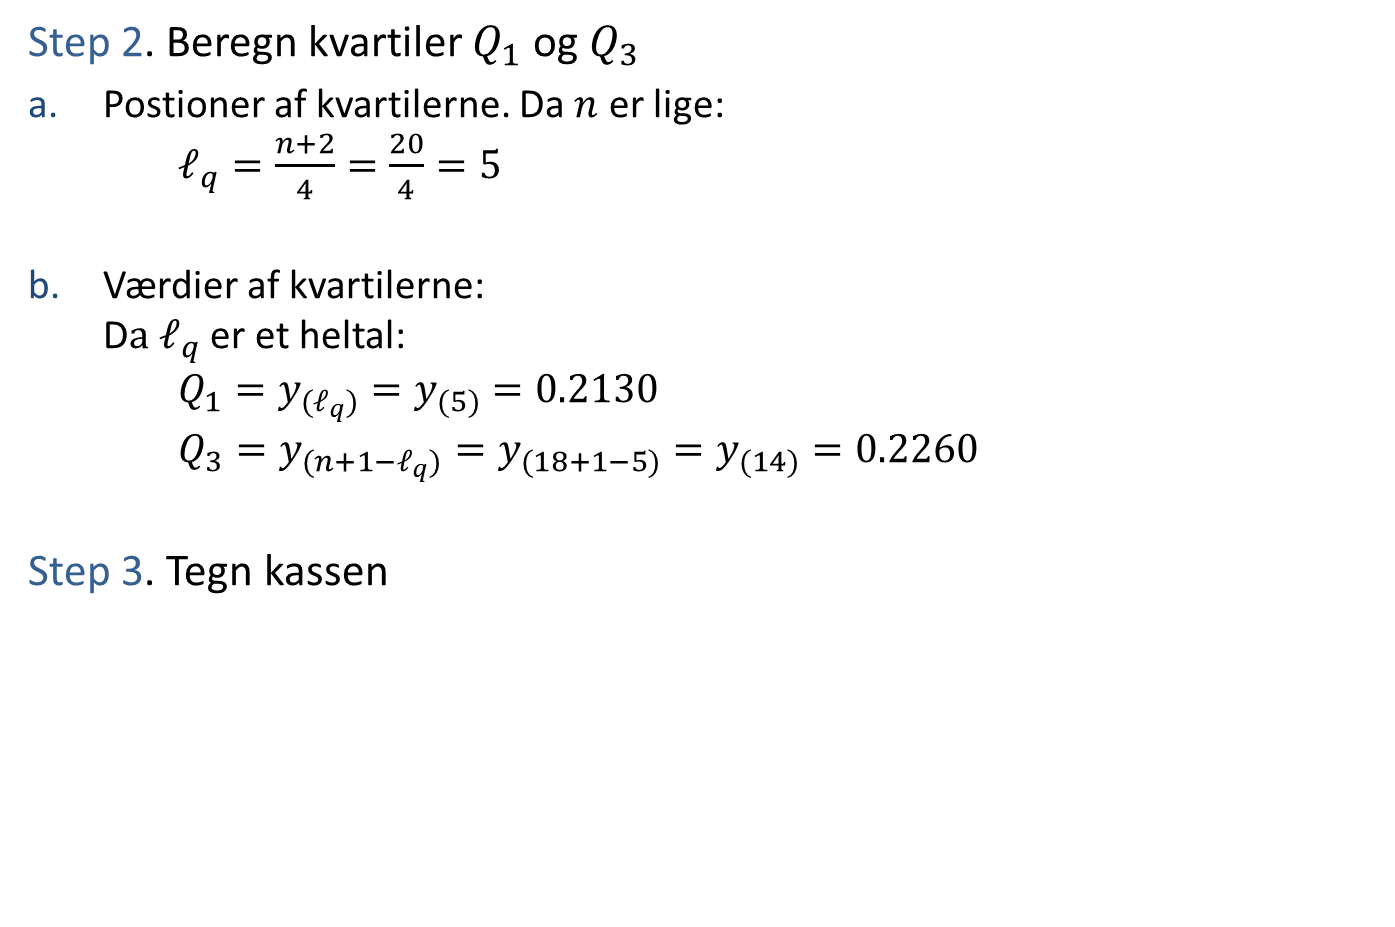 Step 2. Beregn kvartiler Q₁ og Q₃
a. Postioner af kvartilerne. Da n er lige:
ℓ_q = (n+2)/4 = 20/4 = 5
b. Værdier af kvartilerne:
Da ℓ_q er et heltal:
Q₁ = y_(ℓ_q) = y_(5) = 0.2130
Q₃ = y_(n+1−ℓ_q) = y_(18+1−5) = y_(14) = 0.2260
Step 3. Tegn kassen